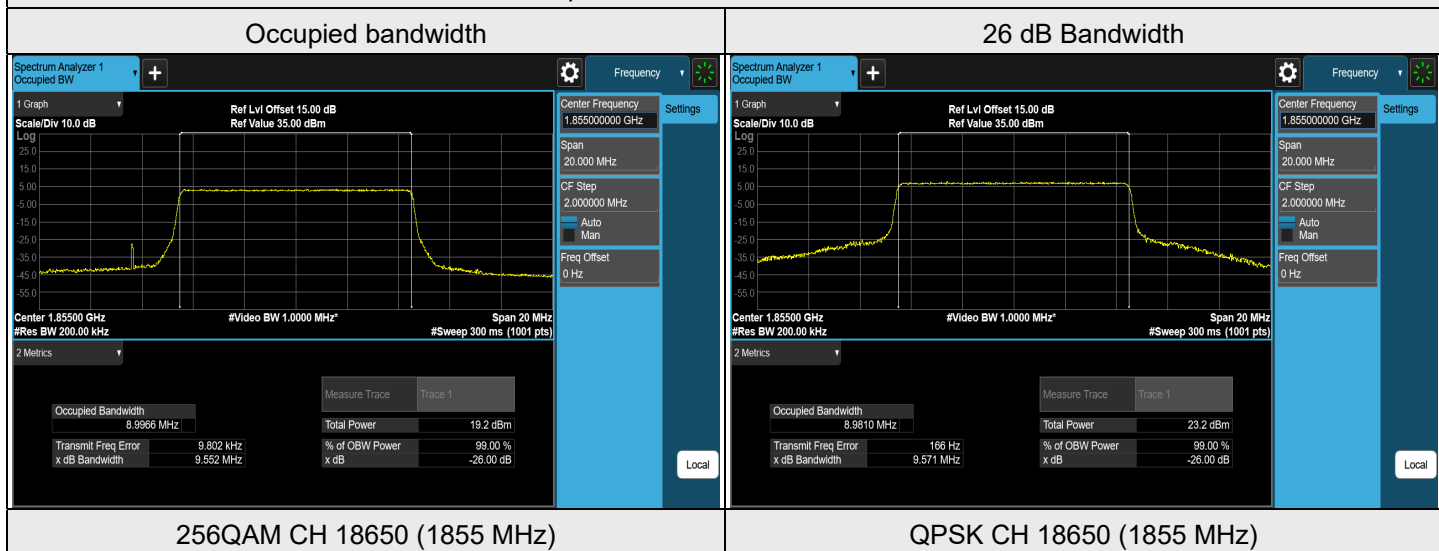 Occupied bandwidth
26 dB Bandwidth
Spectrum Analyzer 1
Occupied BW
+
Frequency
1 Graph
Ref Lvl Offset 15.00 dB
Scale/Div 10.0 dB
Ref Value 35.00 dBm
Log
25.0
15.0
5.00
-5.00
-15.0
-25.0
-35.0
-45.0
-55.0
Center 1.85500 GHz
#Video BW 1.0000 MHz*
Span 20 MHz
#Res BW 200.00 kHz
#Sweep 300 ms (1001 pts)
Center Frequency
1.855000000 GHz
Settings
Span
20.000 MHz
CF Step
2.000000 MHz
Auto
Man
Freq Offset
0 Hz
Local
2 Metrics
Measure Trace
Trace 1
Occupied Bandwidth
8.9966 MHz
Total Power
19.2 dBm
Transmit Freq Error
9.802 kHz
% of OBW Power
99.00 %
x dB Bandwidth
9.552 MHz
x dB
-26.00 dB
Spectrum Analyzer 1
Occupied BW
+
Frequency
1 Graph
Ref Lvl Offset 15.00 dB
Scale/Div 10.0 dB
Ref Value 35.00 dBm
Log
25.0
15.0
5.00
-5.00
-15.0
-25.0
-35.0
-45.0
-55.0
Center 1.85500 GHz
#Video BW 1.0000 MHz*
Span 20 MHz
#Res BW 200.00 kHz
#Sweep 300 ms (1001 pts)
Center Frequency
1.855000000 GHz
Settings
Span
20.000 MHz
CF Step
2.000000 MHz
Auto
Man
Freq Offset
0 Hz
Local
2 Metrics
Measure Trace
Trace 1
Occupied Bandwidth
8.9810 MHz
Total Power
23.2 dBm
Transmit Freq Error
166 Hz
% of OBW Power
99.00 %
x dB Bandwidth
9.571 MHz
x dB
-26.00 dB
256QAM CH 18650 (1855 MHz)
QPSK CH 18650 (1855 MHz)